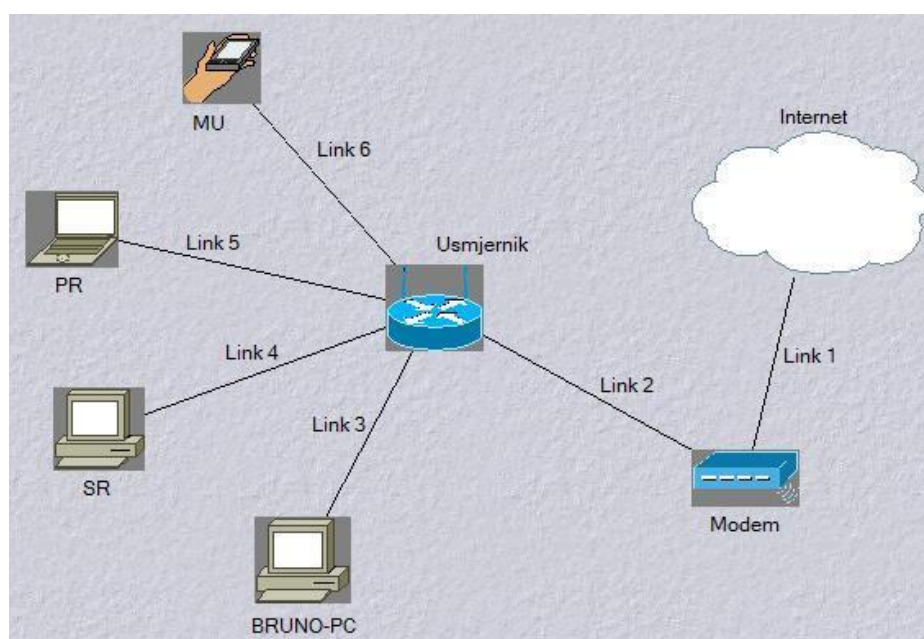 MU
Internet
Link 6
Usmjernik
Link 5
PR
Link 4
Link 1
Link 2
Link 3
SR
Modem
BRUNO-PC